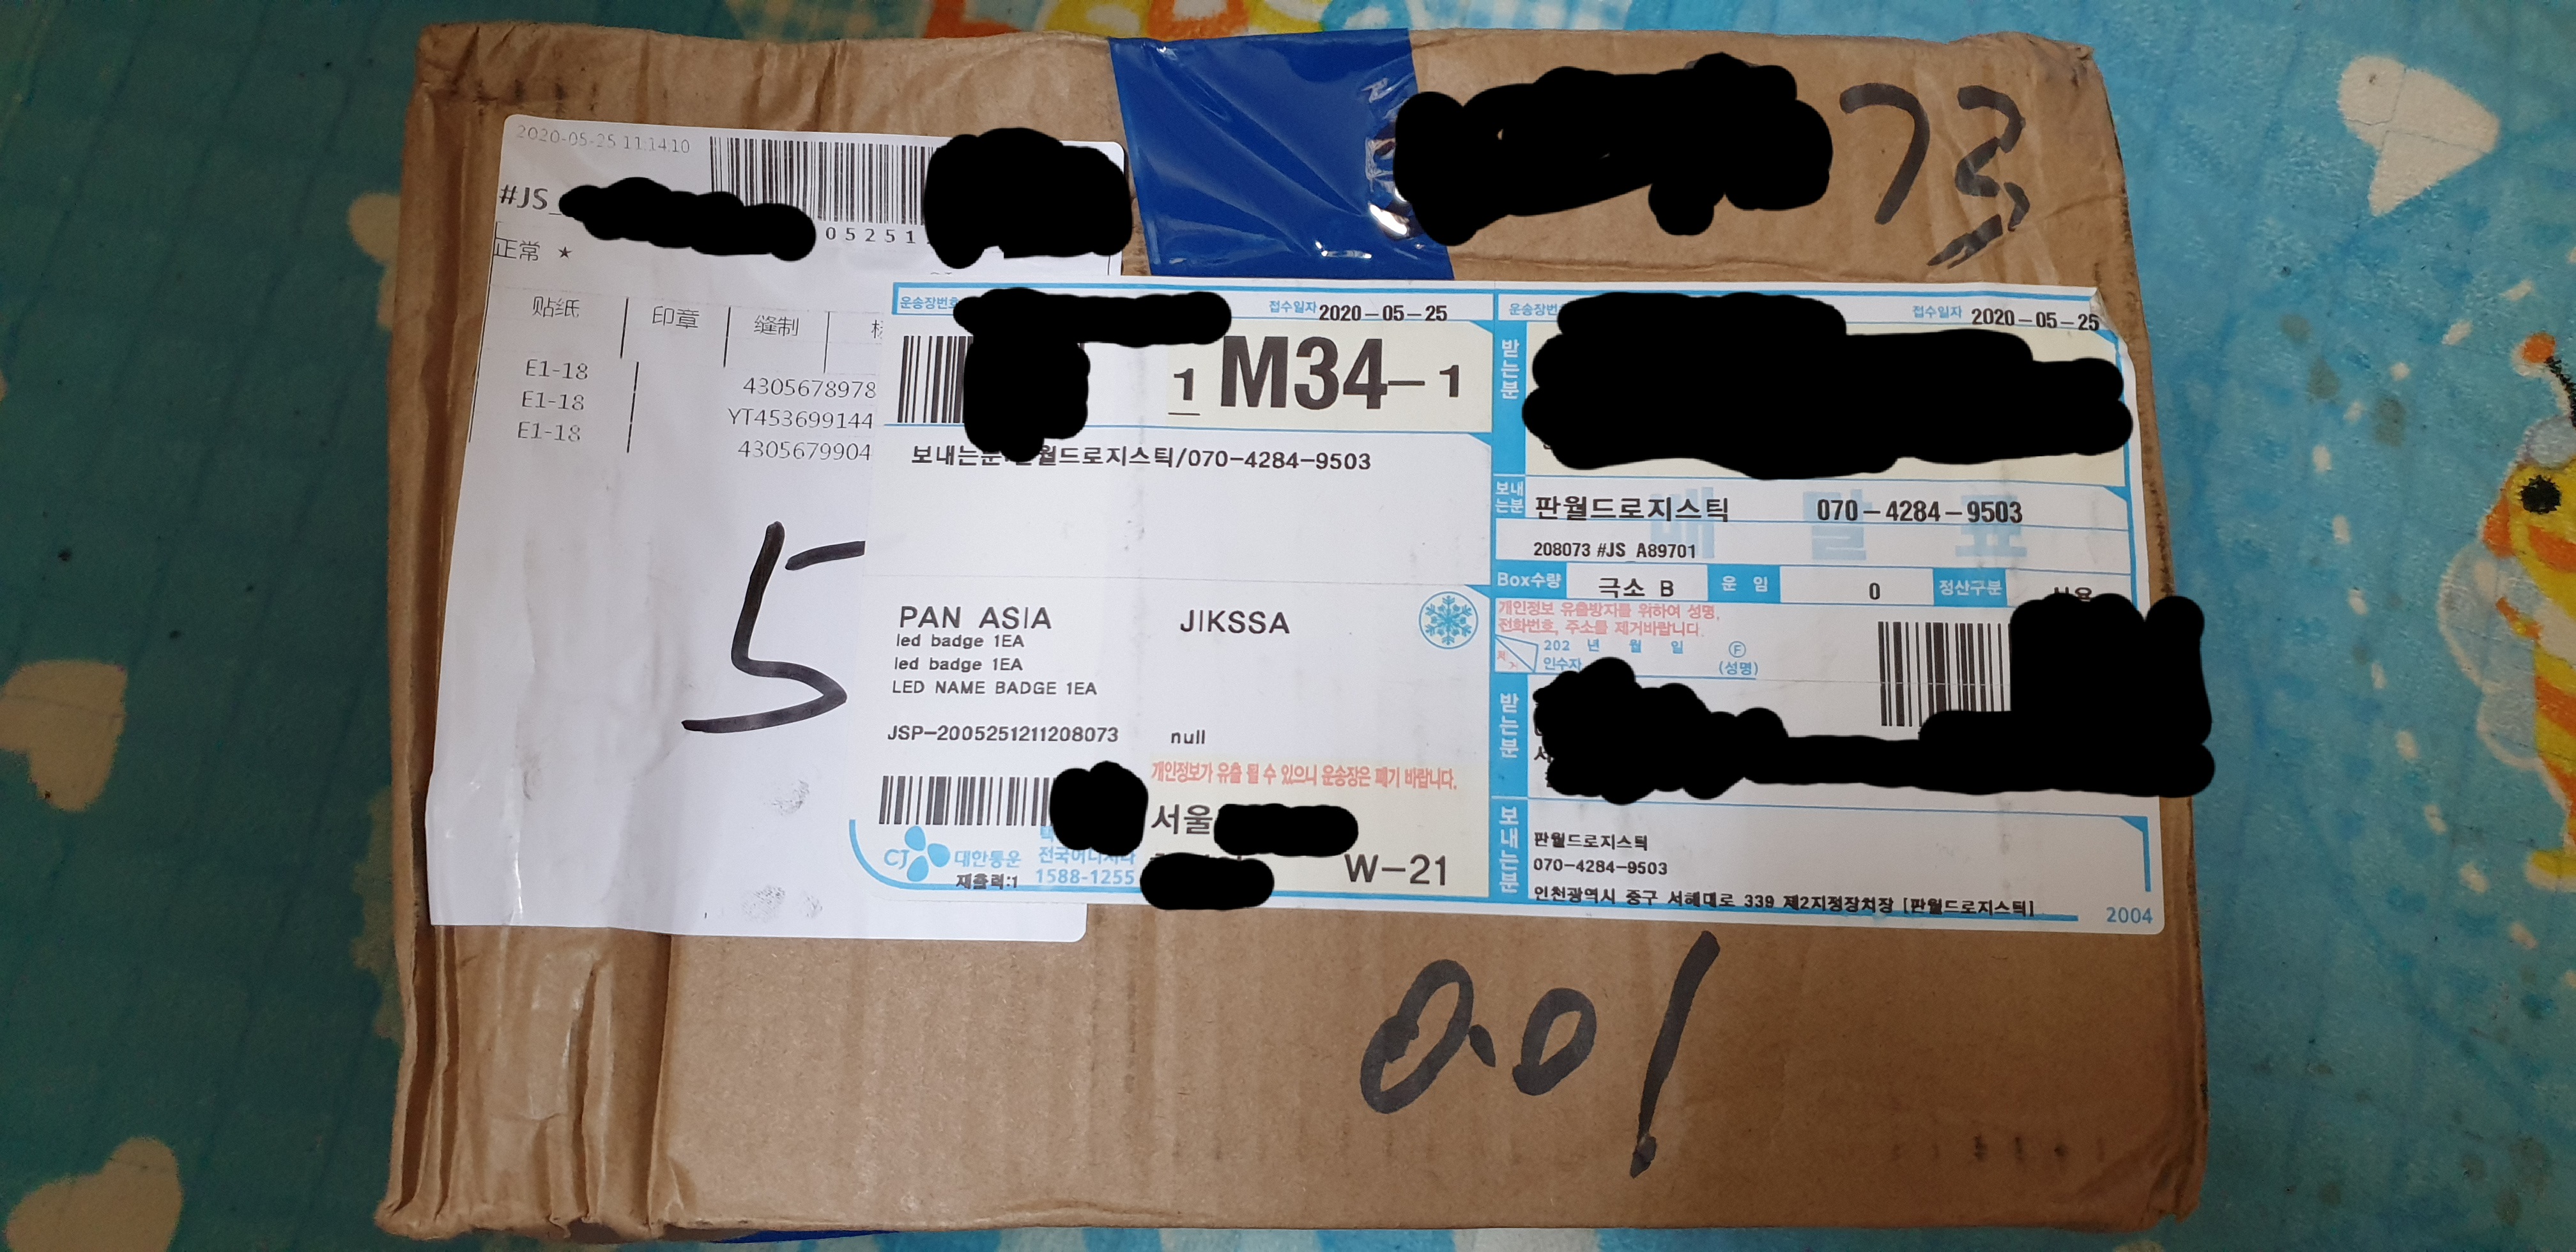 73
2020-05-25 11:14:10
#JS_
05251
正常 ★
贴纸 印章 缝制
E1-18 4305678978
E1-18 YT453699144
E1-18 4305679904
5
운송장번호 접수일자 2020-05-25
1 M34-1
월드로지스틱/070-4284-9503
PAN ASIA JIKSSA
led badge 1EA
led badge 1EA
LED NAME BADGE 1EA
JSP-2005251211208073 null
개인정보가 유출 될 수 있으니 운송장은 폐기 바랍니다.
서울
W-21
CJ 대한통운
1588-1255
재출력:1
운송장번 접수일자 2020-05-25
받는분
보내는분 판월드로지스틱 070-4284-9503
배달표
208073 #JS A89701
Box수량 극소 B 운 임 0 정산구분
개인정보 유출방지를 위하여 성명,
전화번호, 주소를 제거바랍니다.
202 년 월 일 F
인수자 (성명)
받는분
보내는분
판월드로지스틱
070-4284-9503
인천광역시 중구 서해대로 339 제2지정장치장 [판월드로지스틱]
2004
0.01